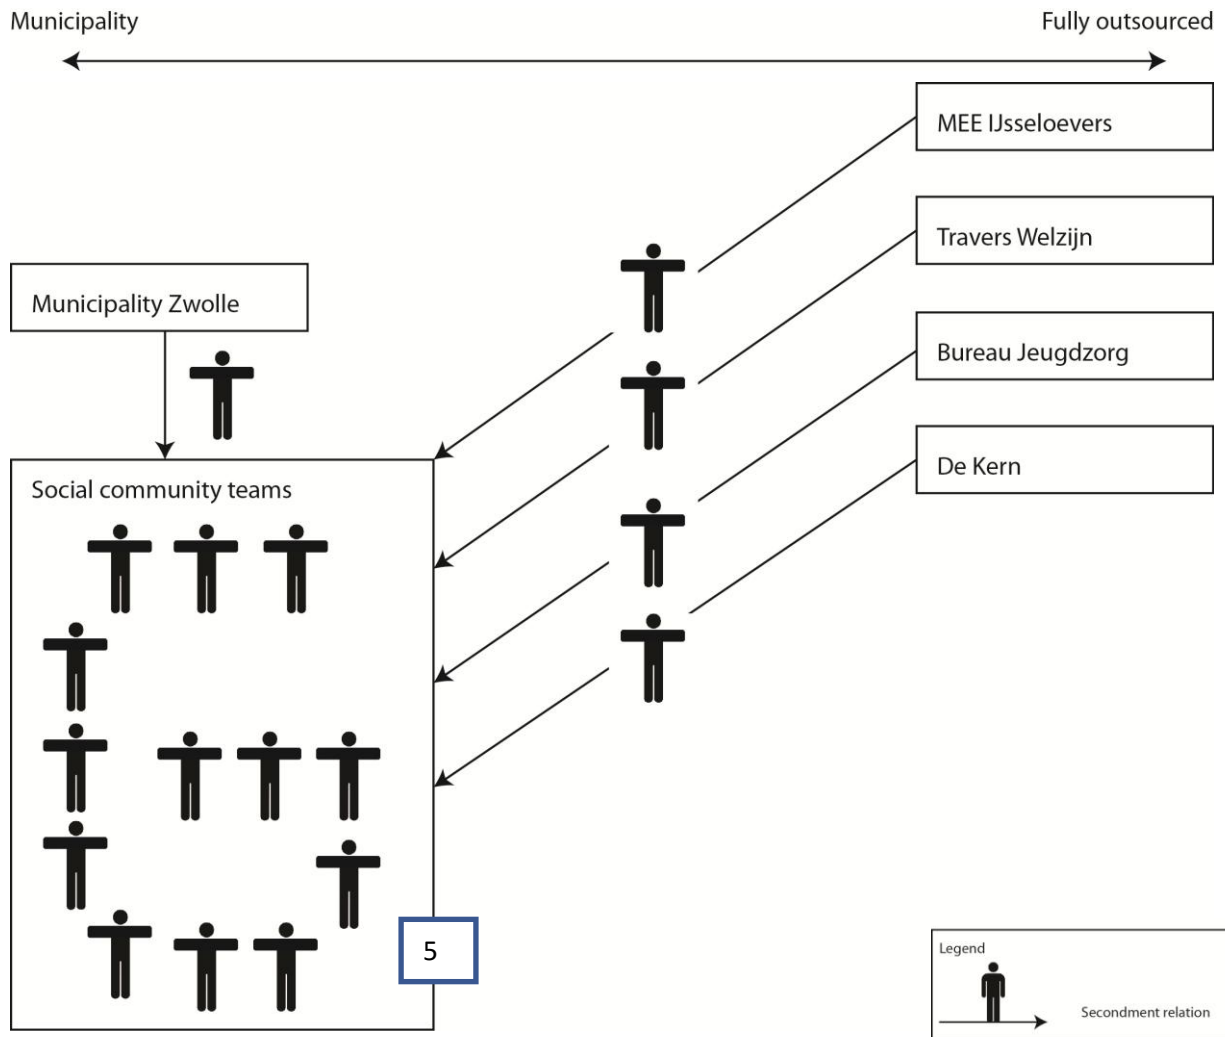 Municipality
Fully outsourced
MEE IJsseloevers
Travers Welzijn
Municipality Zwolle
Bureau Jeugdzorg
De Kern
Social community teams
5
Legend
Secondment relation